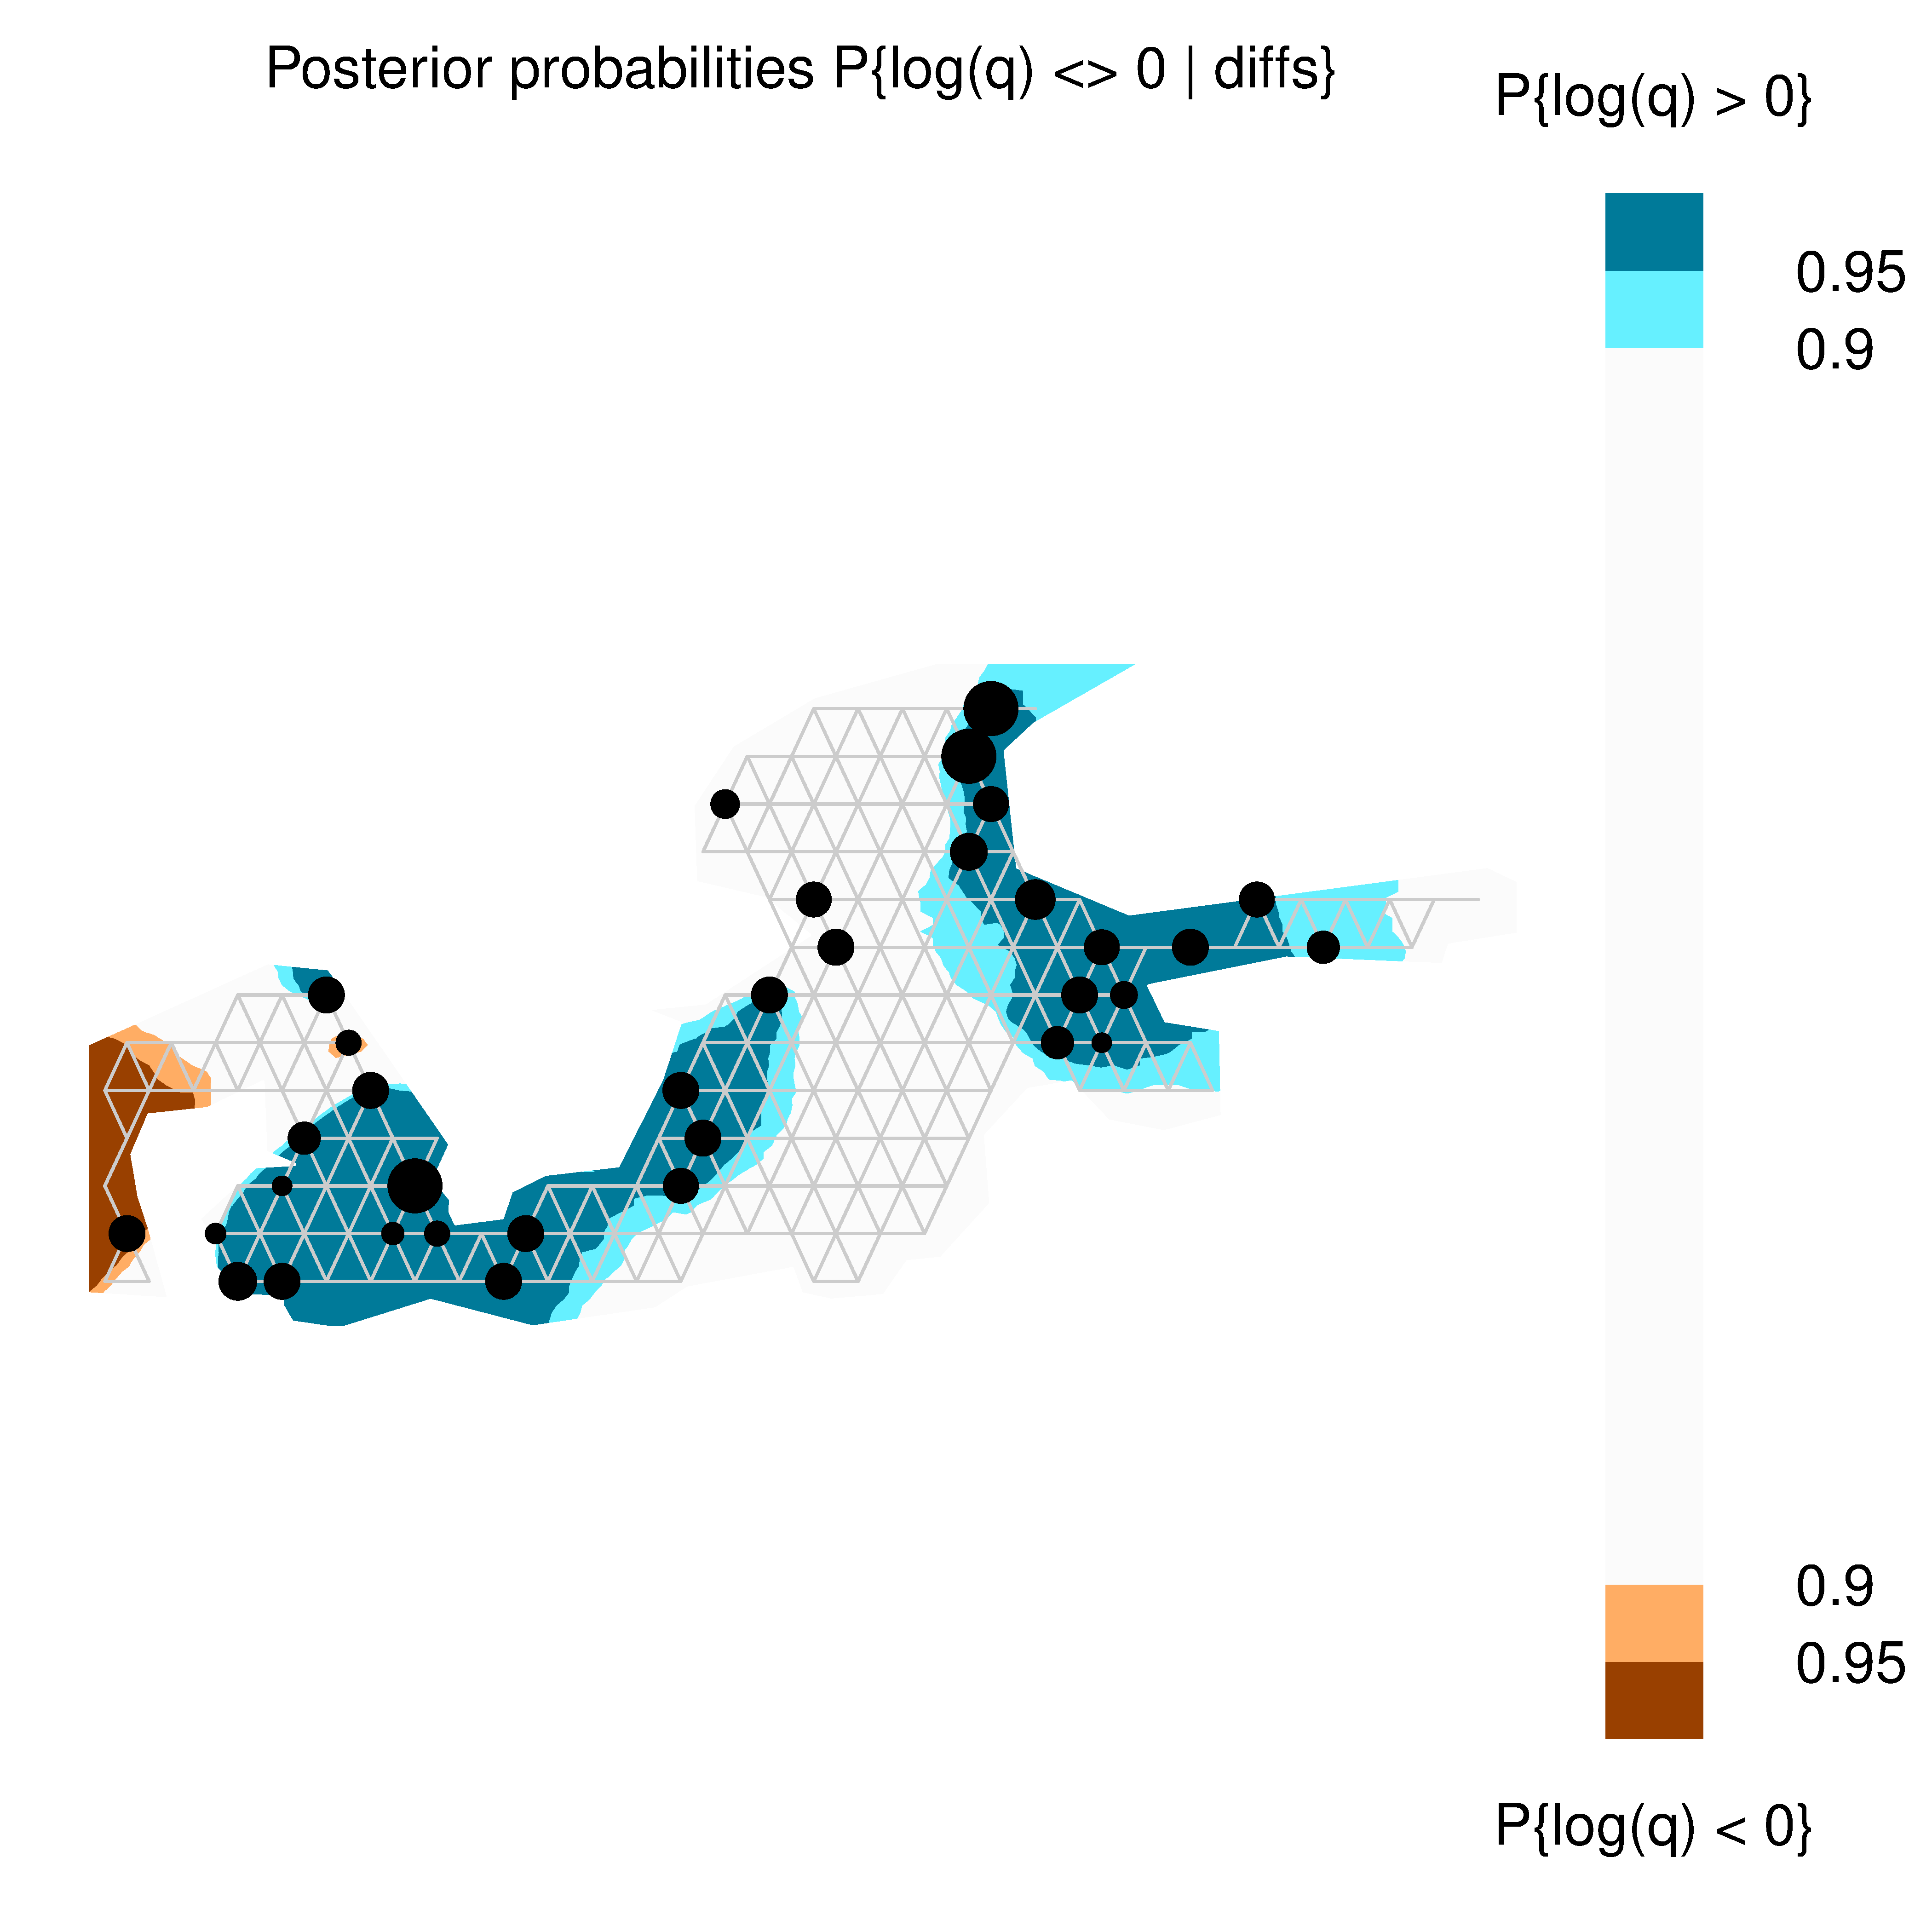 Posterior probabilities P{log(q) <> 0 | diffs}
P{log(q) > 0}
0.95
0.9
0.9
0.95
P{log(q) < 0}